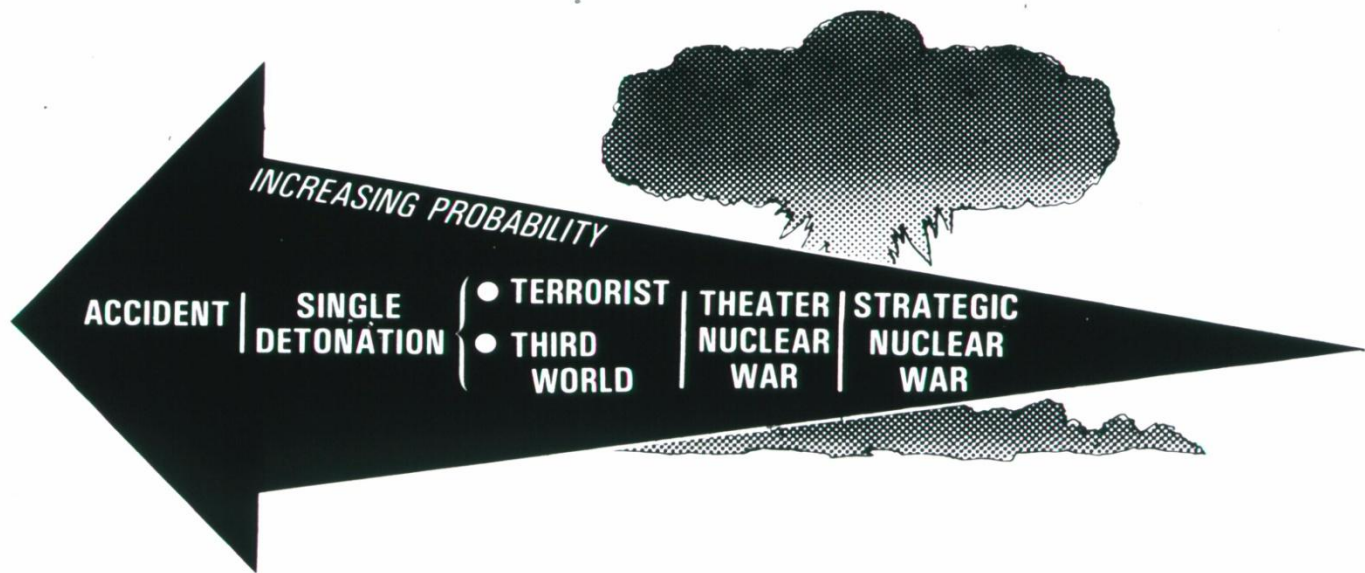 INCREASING PROBABILITY
ACCIDENT
SINGLE
DETONATION
TERRORIST
THIRD
WORLD
THEATER
NUCLEAR
WAR
STRATEGIC
NUCLEAR
WAR